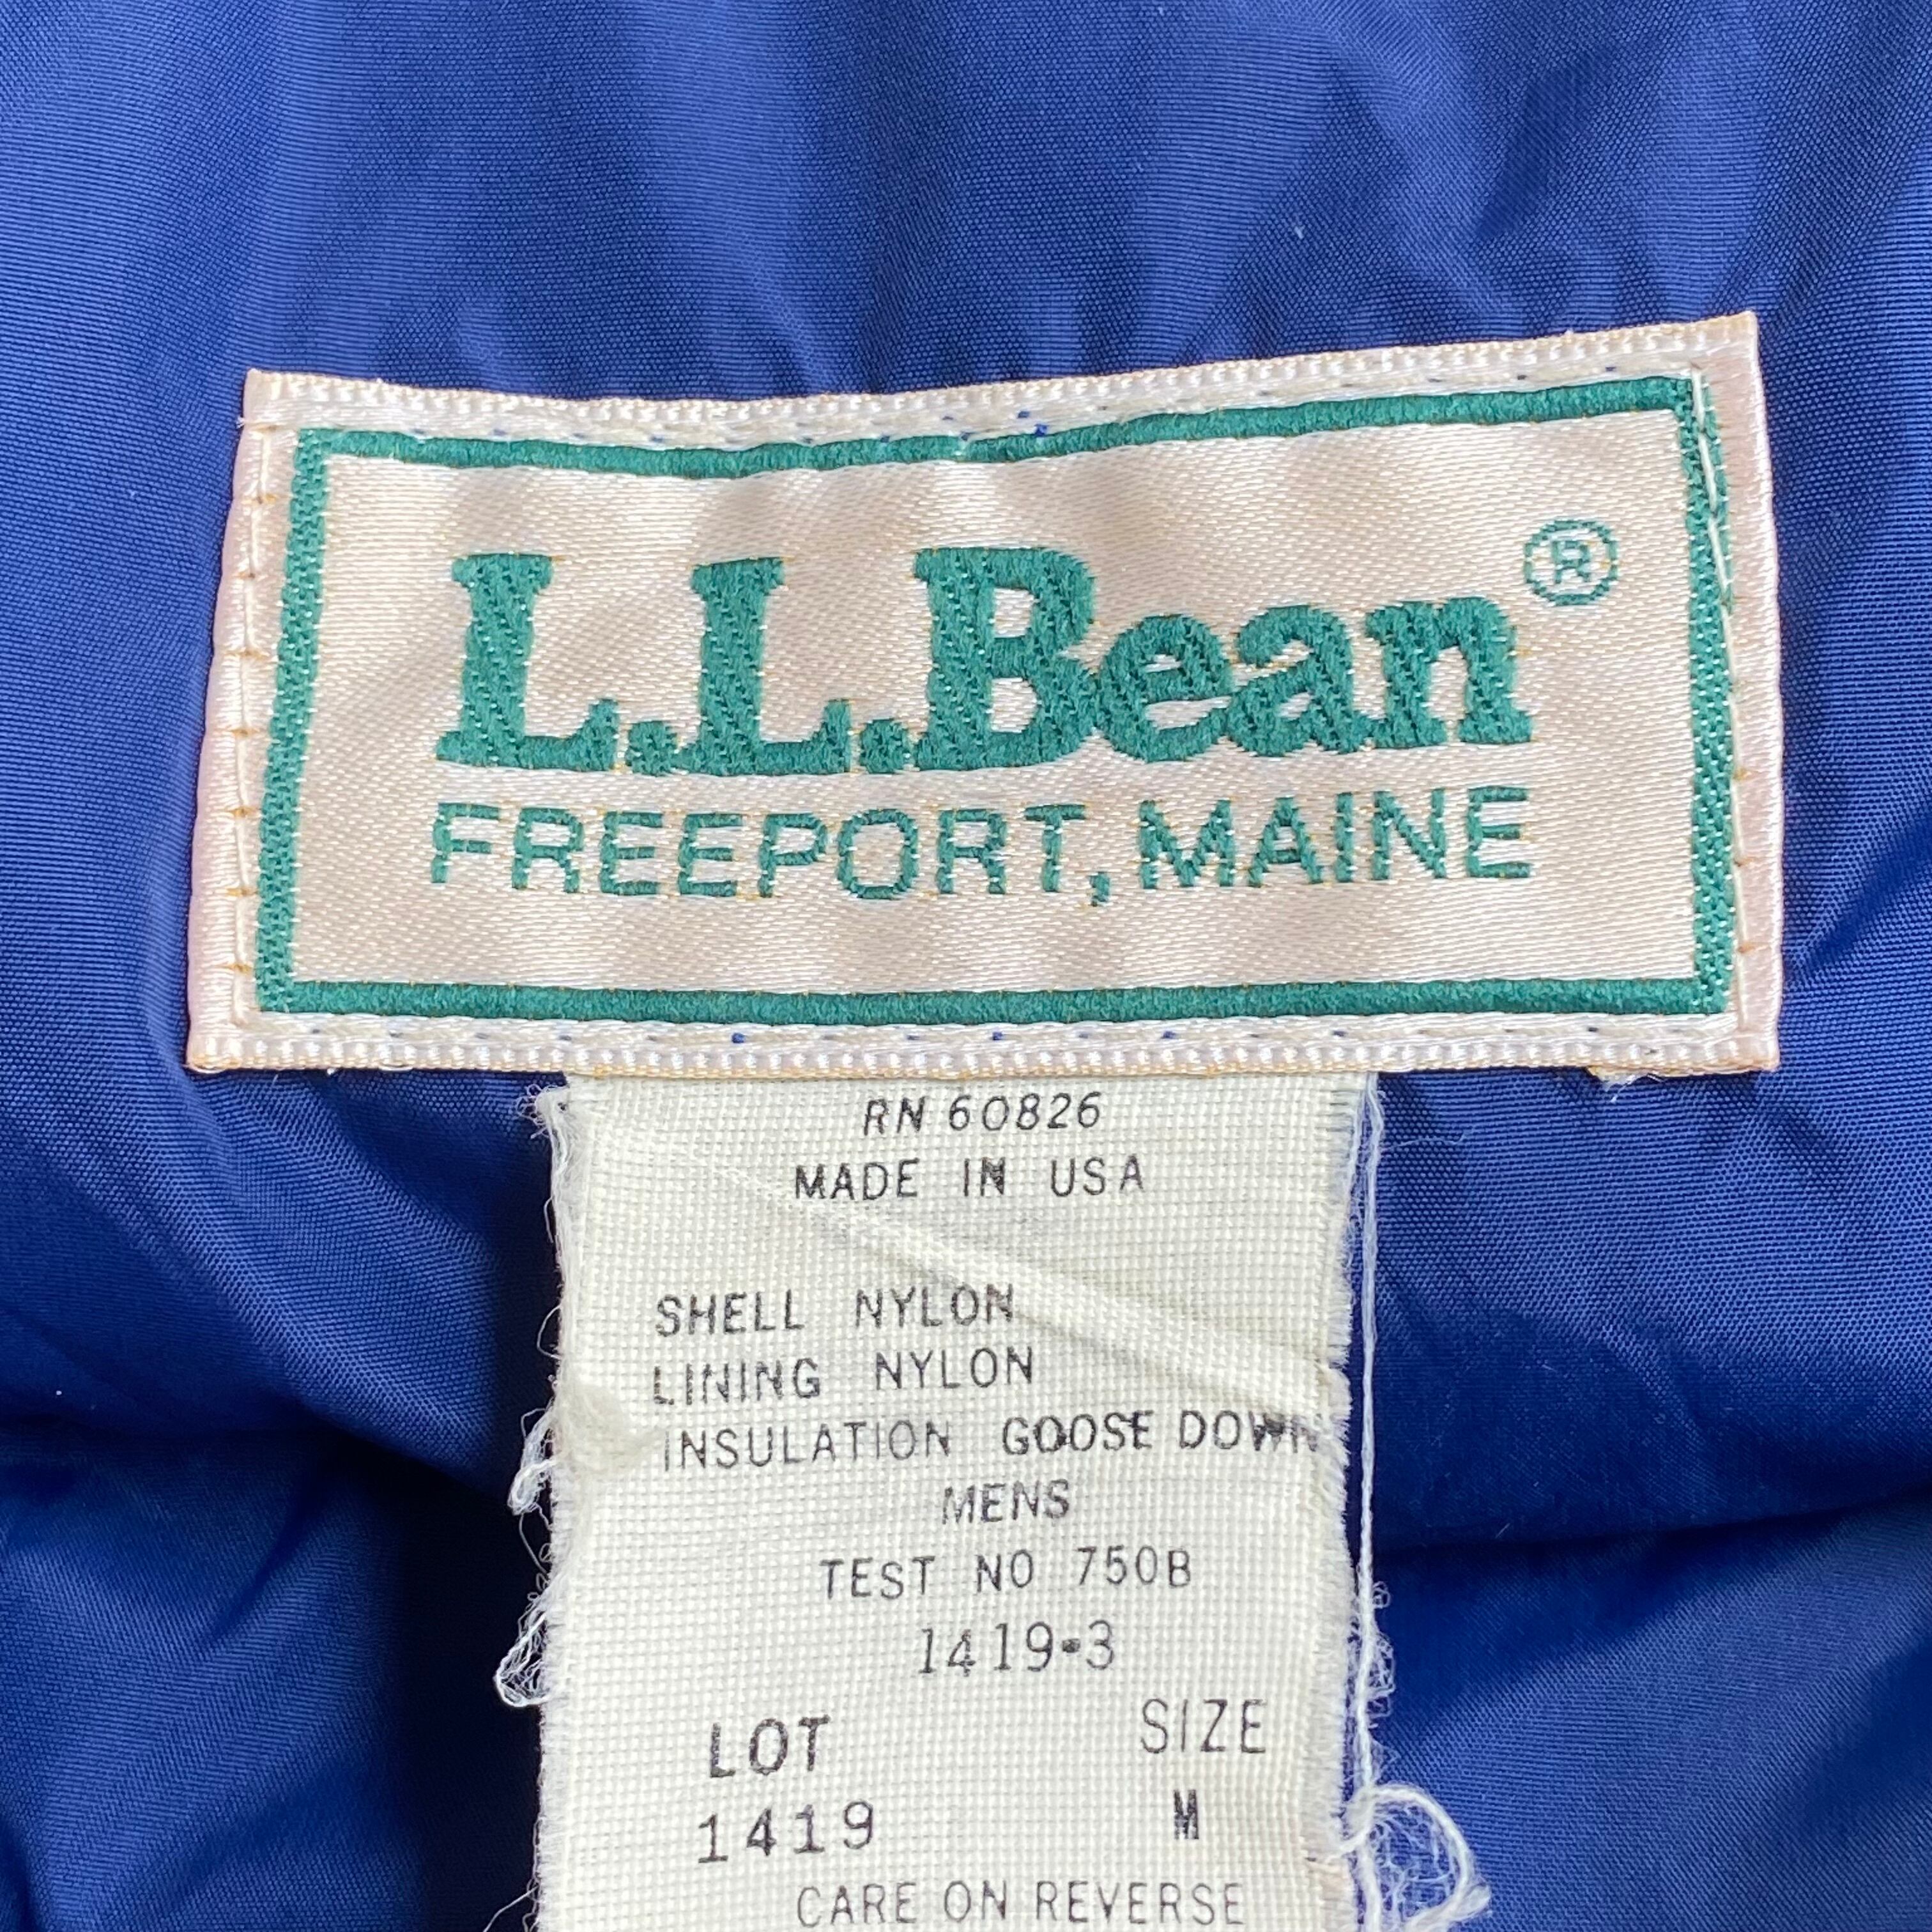 L.L.Bean®
FREEPORT, MAINE
RN 60826
MADE IN USA
SHELL NYLON
LINING NYLON
INSULATION GOOSE DOWN
MENS
TEST NO 750B
1419-3
LOT SIZE
1419 M
CARE ON REVERSE